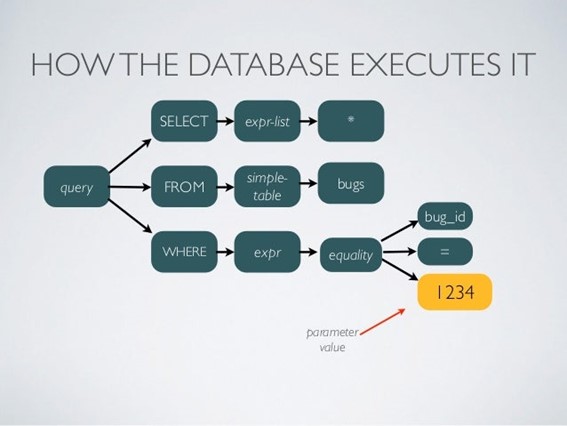 HOW THE DATABASE EXECUTES IT
SELECT
expr-list
*
query
FROM
simple-
table
bugs
WHERE
expr
equality
bug_id
=
1234
parameter
value